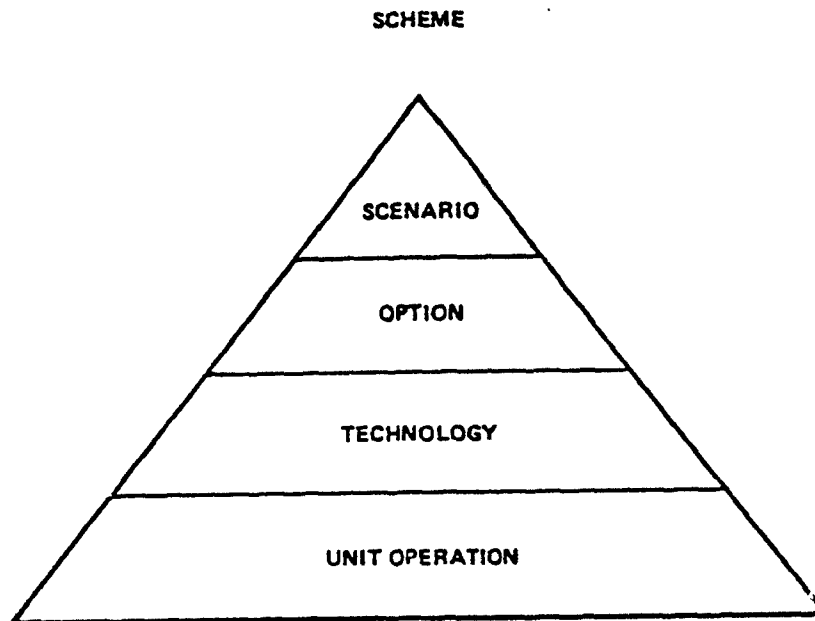 SCHEME
SCENARIO
OPTION
TECHNOLOGY
UNIT OPERATION